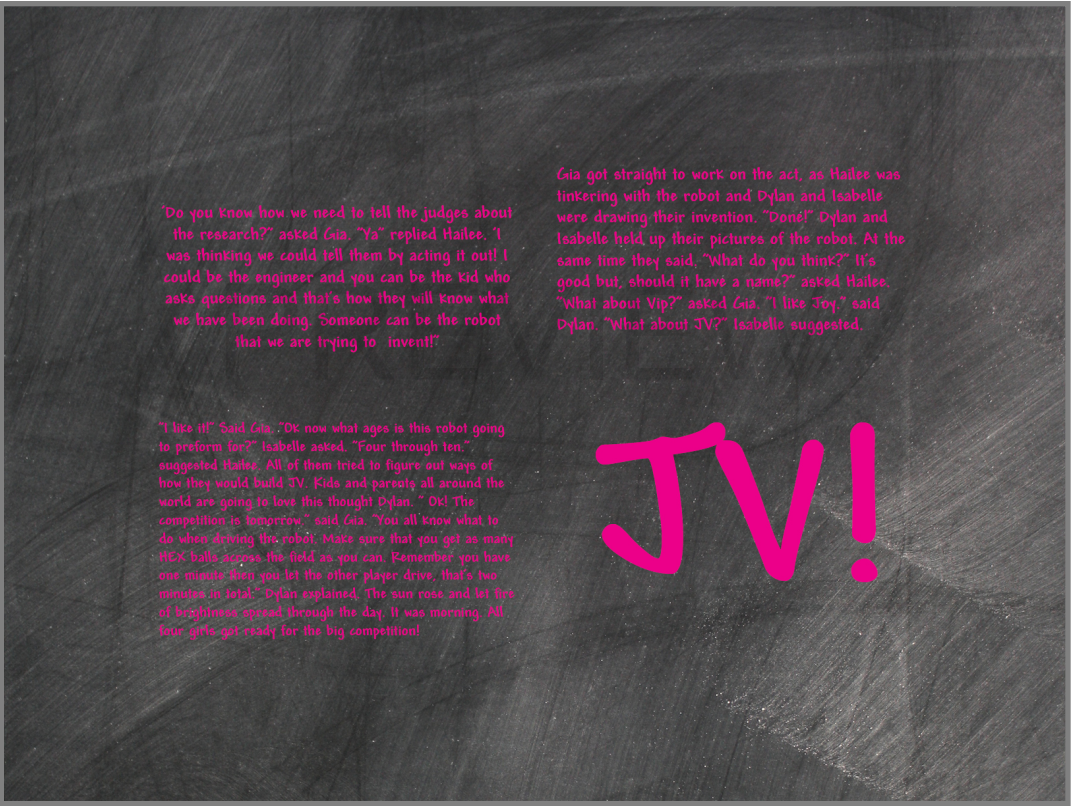 "Do you know how we need to tell the judges about
the research?" asked Gia. "Ya" replied Hailee. "I
was thinking we could tell them by acting it out! I
could be the engineer and you can be the kid who
asks questions and that's how they will know what
we have been doing. Someone can be the robot
that we are trying to invent!"
Gia got straight to work on the act, as Hailee was
tinkering with the robot and Dylan and Isabelle
were drawing their invention. "Done!" Dylan and
Isabelle held up their pictures of the robot. At the
same time they said, "What do you think?" It's
good but, should it have a name?" asked Hailee.
"What about Vip?" asked Gia. "I like Joy," said
Dylan. "What about JV?" Isabelle suggested.
"I like it!" Said Gia. "Ok now what ages is this robot going
to preform for?" Isabelle asked. "Four through ten."
suggested Hailee. All of them tried to figure out ways of
how they would build JV. Kids and parents all around the
world are going to love this thought Dylan. " OK! The
competition is tomorrow." said Gia. "You all know what to
do when driving the robot. Make sure that you get as many
HEX balls across the field as you can. Remember you have
one minute then you let the other player drive, that's two
minutes in total." Dylan explained. The sun rose and let fire
of brightness spread through the day. It was morning. All
four girls got ready for the big competition!
JV!
PREVIEW